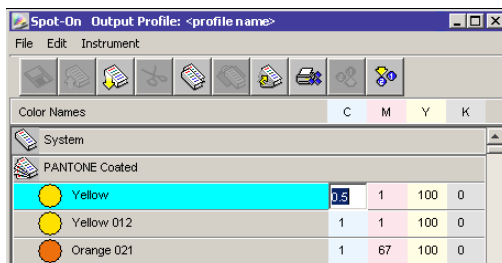 Spot-On Output Profile: <profile name>
File Edit Instrument
Color Names C M Y K
System
PANTONE Coated
Yellow 0.5 1 100 0
Yellow 012 1 1 100 0
Orange 021 1 67 100 0